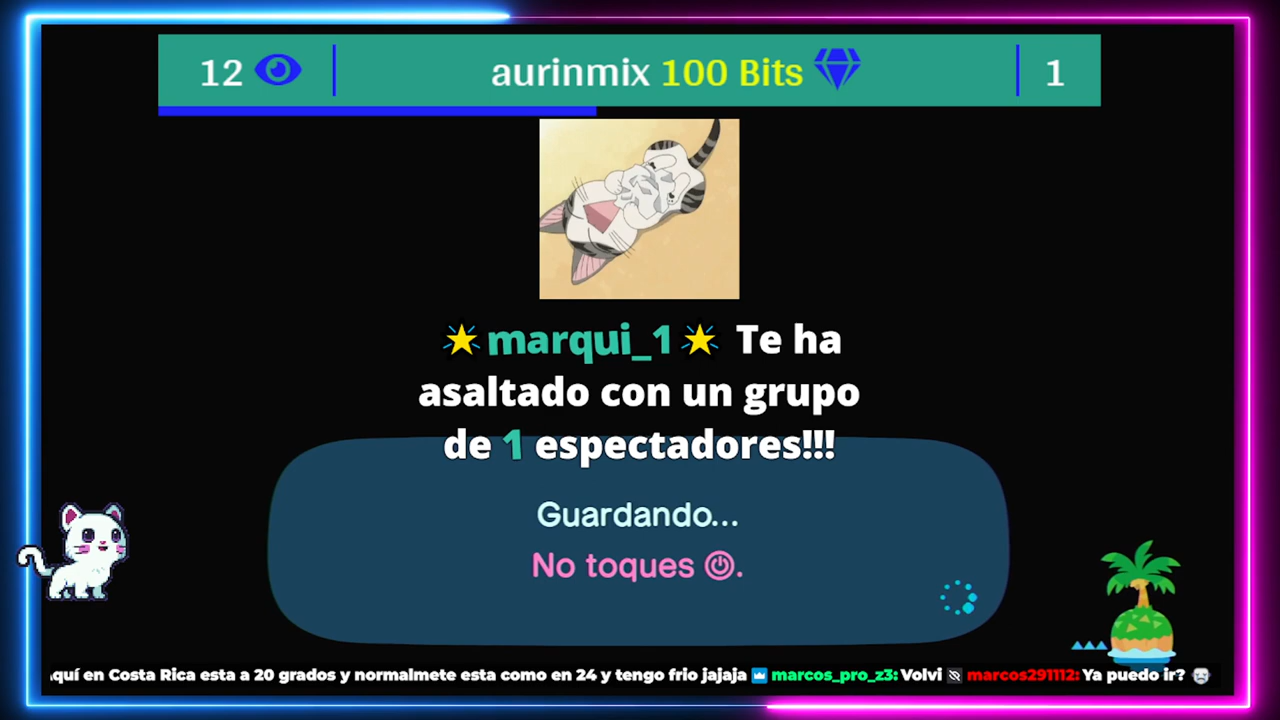 12 aurinmix 100 Bits 1
marqui_1 Te ha
asaltado con un grupo
de 1 espectadores!!!
Guardando...
No toques ⏻.
quí en Costa Rica esta a 20 grados y normalmete esta como en 24 y tengo frio jajaja marcos_pro_z3: Volvi marcos291112: Ya puedo ir?